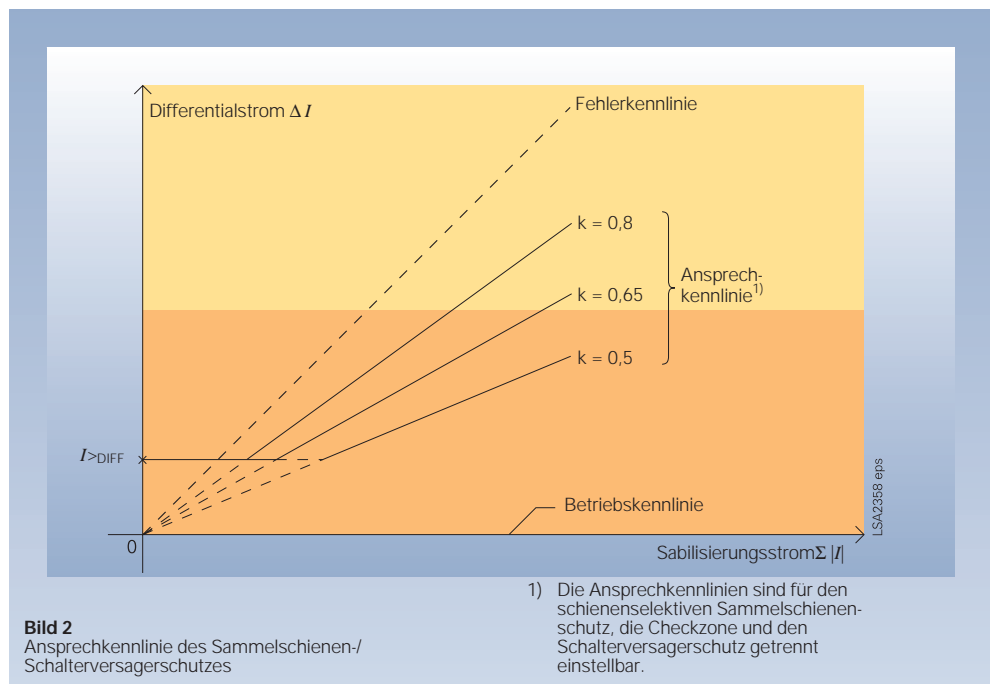 Differentialstrom Δ I
Fehlerkennlinie
k = 0,8
k = 0,65
k = 0,5
Ansprech-
kennlinie1)
I>DIFF
Betriebskennlinie
0
Sabilisierungsstrom Σ |I|
LSA2358 eps
Bild 2
Ansprechkennlinie des Sammelschienen-/
Schalterversagerschutzes
1) Die Ansprechkennlinien sind für den
schienenselektiven Sammelschienen-
schutz, die Checkzone und den
Schalterversagerschutz getrennt
einstellbar.